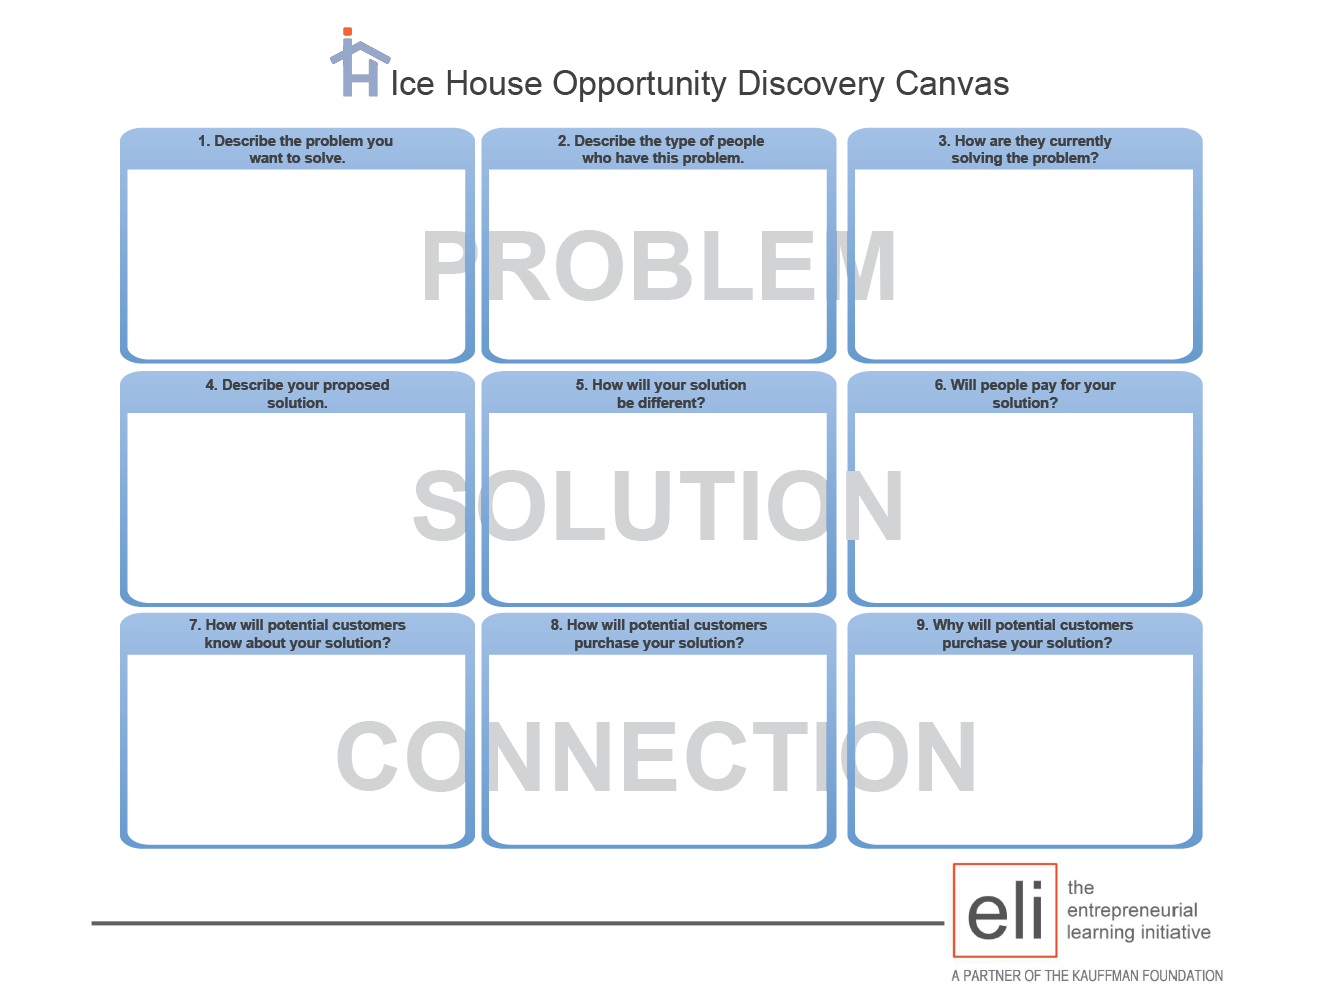 Ice House Opportunity Discovery Canvas
1. Describe the problem you
want to solve.
2. Describe the type of people
who have this problem.
3. How are they currently
solving the problem?
PROBLEM
4. Describe your proposed
solution.
5. How will your solution
be different?
6. Will people pay for your
solution?
SOLUTION
7. How will potential customers
know about your solution?
8. How will potential customers
purchase your solution?
9. Why will potential customers
purchase your solution?
CONNECTION
eli
the
entrepreneurial
learning initiative
A PARTNER OF THE KAUFFMAN FOUNDATION